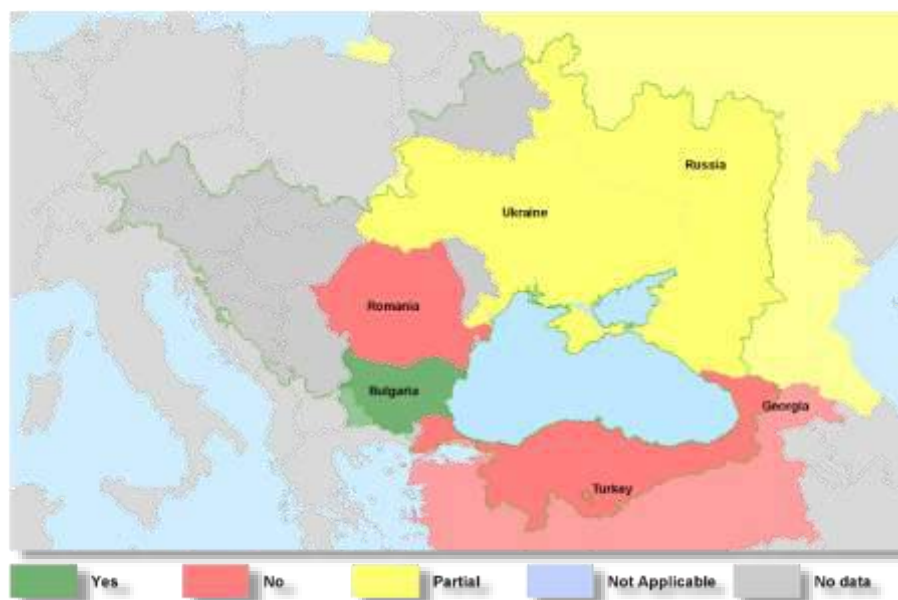 Russia
Ukraine
Romania
Bulgaria
Georgia
Turkey
Yes No Partial Not Applicable No data